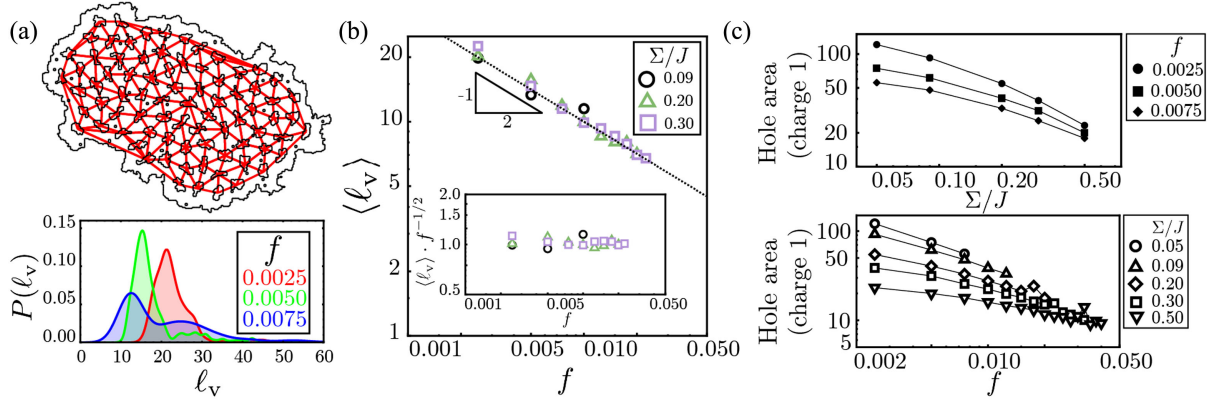 (a)
P(ℓv)
0.15
0.10
0.05
0.00
f
0.0025
0.0050
0.0075
0 10 20 30 40 50 60
ℓv
(b)
⟨ℓv⟩
20
10
5
2
1
-1
2
Σ/J
0.09
0.20
0.30
⟨ℓv⟩ · f^{-1/2}
2.0
1.0
0.5
0.001 0.005 0.050
f
0.001 0.005 0.010 0.050
f
(c)
Hole area
(charge 1)
100
50
20
10
0.05 0.10 0.20 0.50
Σ/J
f
0.0025
0.0050
0.0075
Hole area
(charge 1)
100
50
10
5
0.002 0.010 0.050
f
Σ/J
0.05
0.09
0.20
0.30
0.50